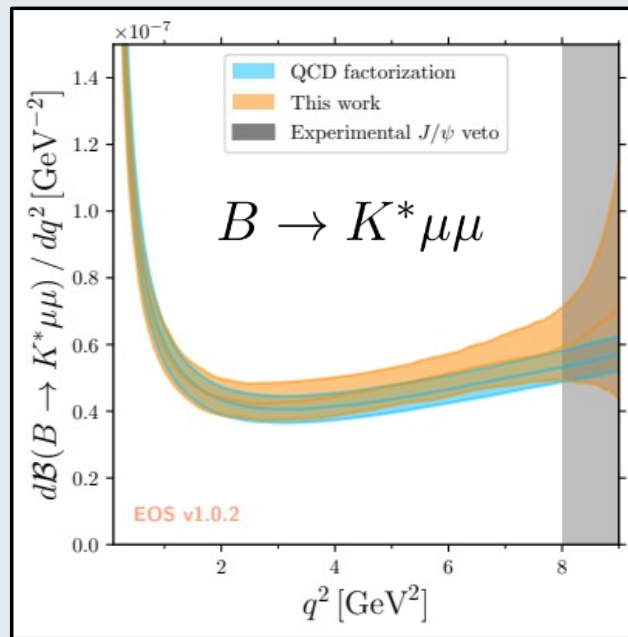 ×10⁻⁷
QCD factorization
This work
Experimental J/ψ veto
B → K*μμ
dB(B → K*μμ) / dq² [GeV⁻²]
1.4
1.2
1.0
0.8
0.6
0.4
0.2
0.0
EOS v1.0.2
2 4 6 8
q² [GeV²]